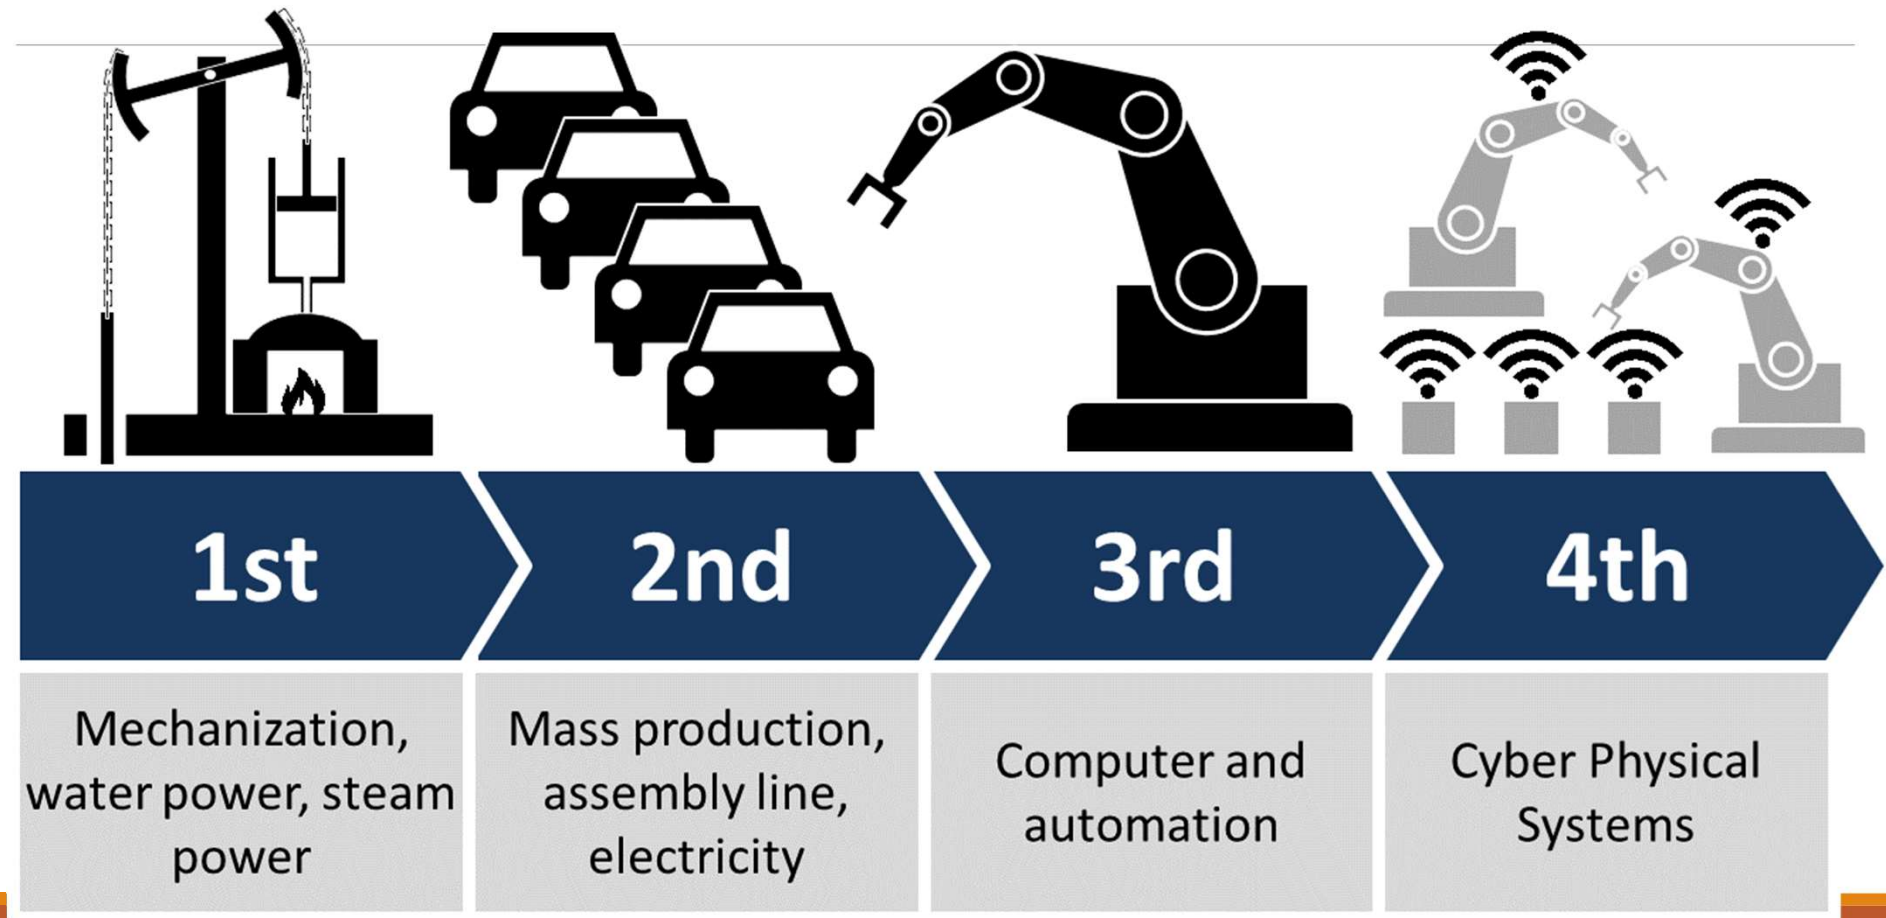 1st
2nd
3rd
4th
Mechanization,
water power, steam
power
Mass production,
assembly line,
electricity
Computer and
automation
Cyber Physical
Systems